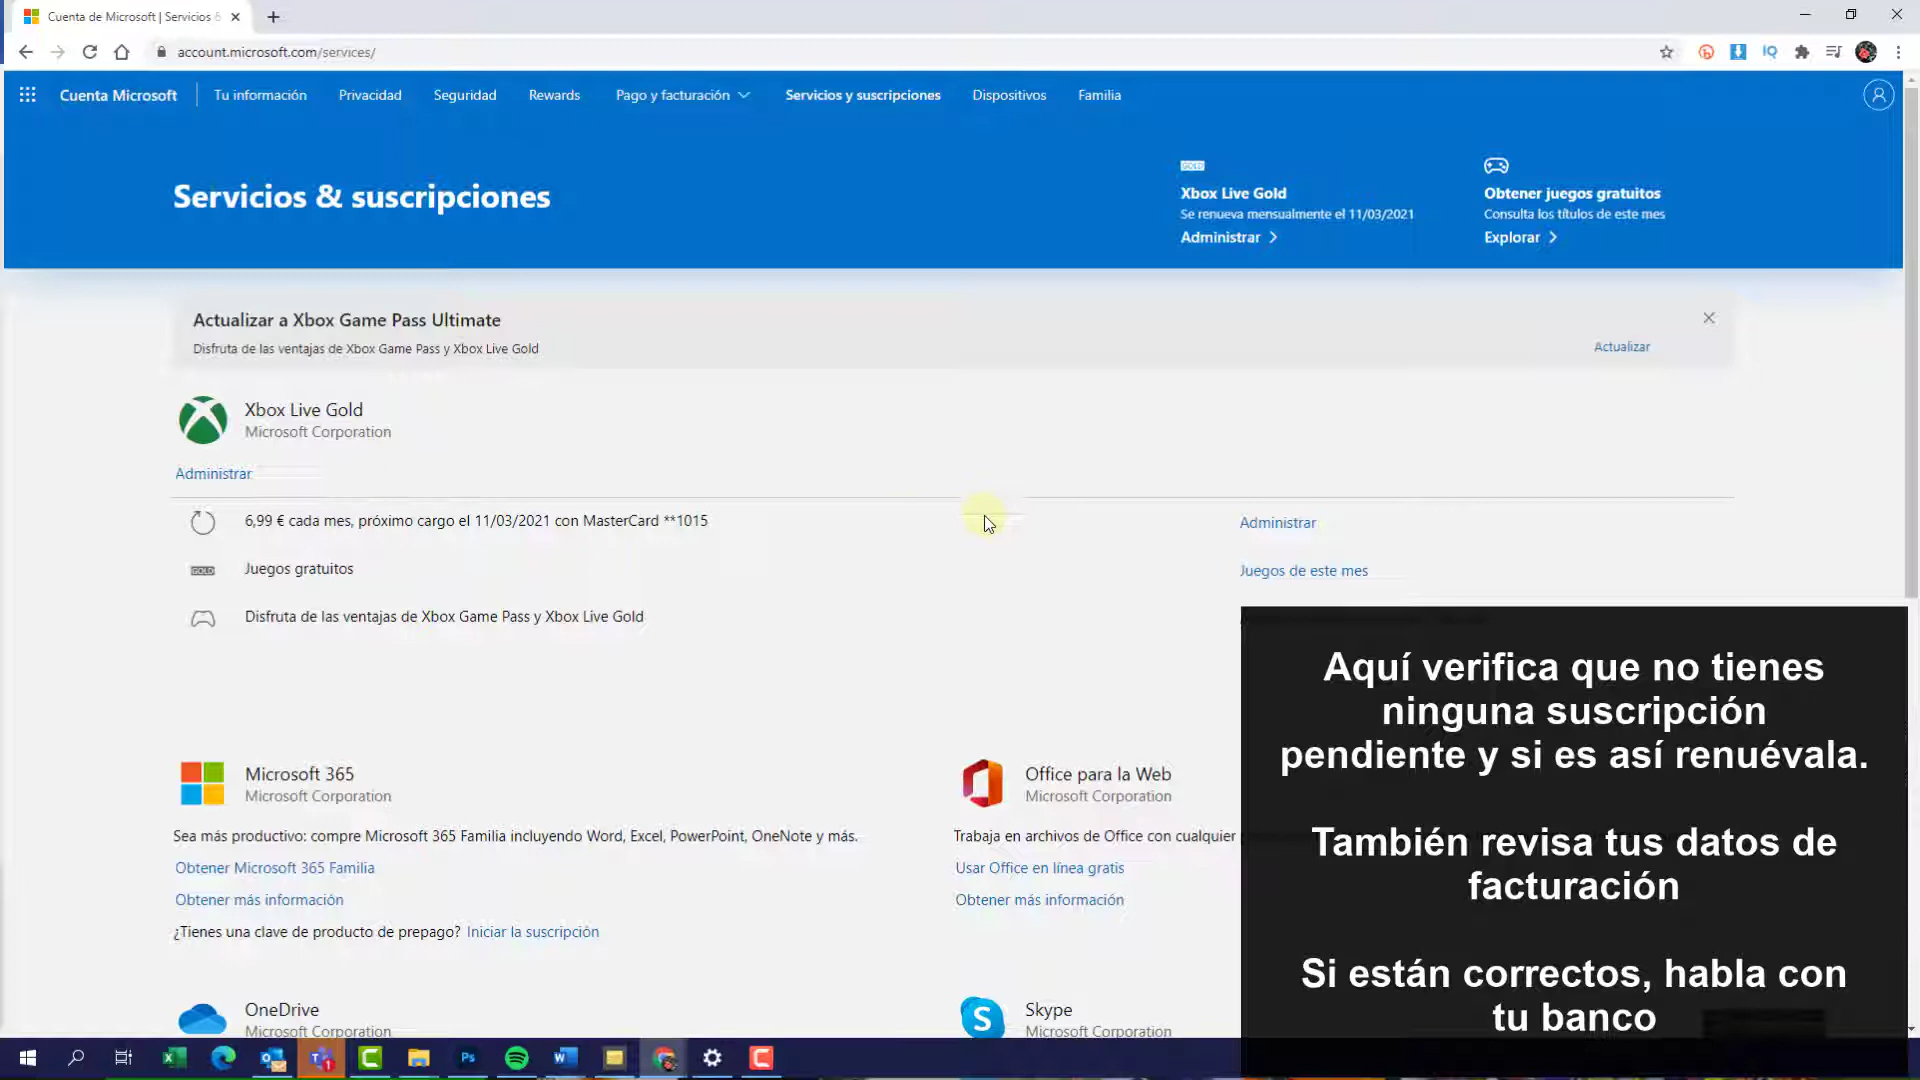 Cuenta de Microsoft | Servicios &
account.microsoft.com/services/
Cuenta Microsoft
Tu información
Privacidad
Seguridad
Rewards
Pago y facturación
Servicios y suscripciones
Dispositivos
Familia
Servicios & suscripciones
GOLD
Xbox Live Gold
Se renueva mensualmente el 11/03/2021
Administrar
Obtener juegos gratuitos
Consulta los títulos de este mes
Explorar
Actualizar a Xbox Game Pass Ultimate
Disfruta de las ventajas de Xbox Game Pass y Xbox Live Gold
Actualizar
Xbox Live Gold
Microsoft Corporation
Administrar
6,99 € cada mes, próximo cargo el 11/03/2021 con MasterCard **1015
Administrar
GOLD
Juegos gratuitos
Juegos de este mes
Disfruta de las ventajas de Xbox Game Pass y Xbox Live Gold
Microsoft 365
Microsoft Corporation
Sea más productivo: compre Microsoft 365 Familia incluyendo Word, Excel, PowerPoint, OneNote y más.
Obtener Microsoft 365 Familia
Obtener más información
¿Tienes una clave de producto de prepago? Iniciar la suscripción
Office para la Web
Microsoft Corporation
Trabaja en archivos de Office con cualquier
Usar Office en línea gratis
Obtener más información
OneDrive
Microsoft Corporation
Skype
Microsoft Corporation
Aquí verifica que no tienes
ninguna suscripción
pendiente y si es así renuévala.
También revisa tus datos de
facturación
Si están correctos, habla con
tu banco